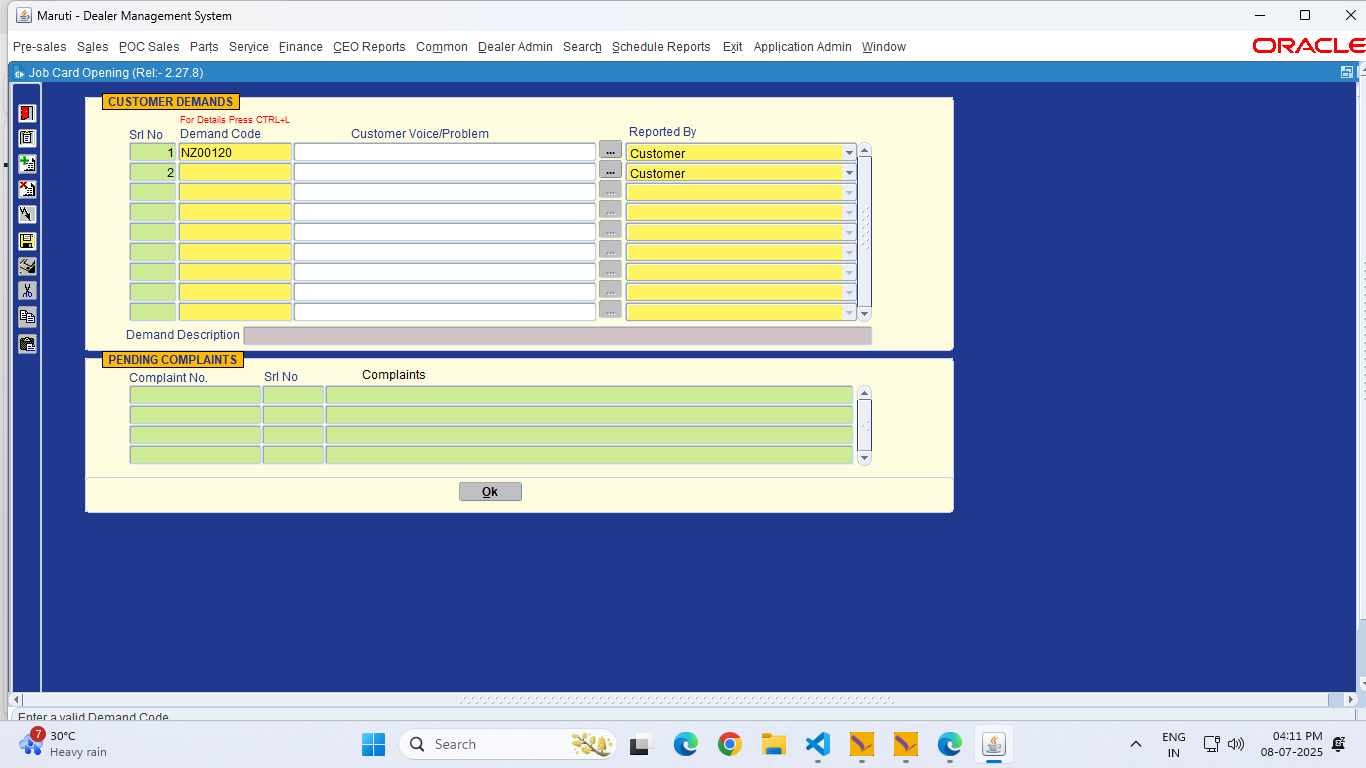 Maruti - Dealer Management System
Pre-sales Sales POC Sales Parts Service Finance CEO Reports Common Dealer Admin Search Schedule Reports Exit Application Admin Window ORACLE
Job Card Opening (Rel:- 2.27.8)
CUSTOMER DEMANDS
For Details Press CTRL+L
Srl No Demand Code Customer Voice/Problem Reported By
1 NZ00120 ... Customer
2 ... Customer
...
...
...
...
...
...
...
Demand Description
PENDING COMPLAINTS
Complaint No. Srl No Complaints
Ok
Enter a valid Demand Code
7 30°C
Heavy rain
Search
ENG
IN
04:11 PM
08-07-2025